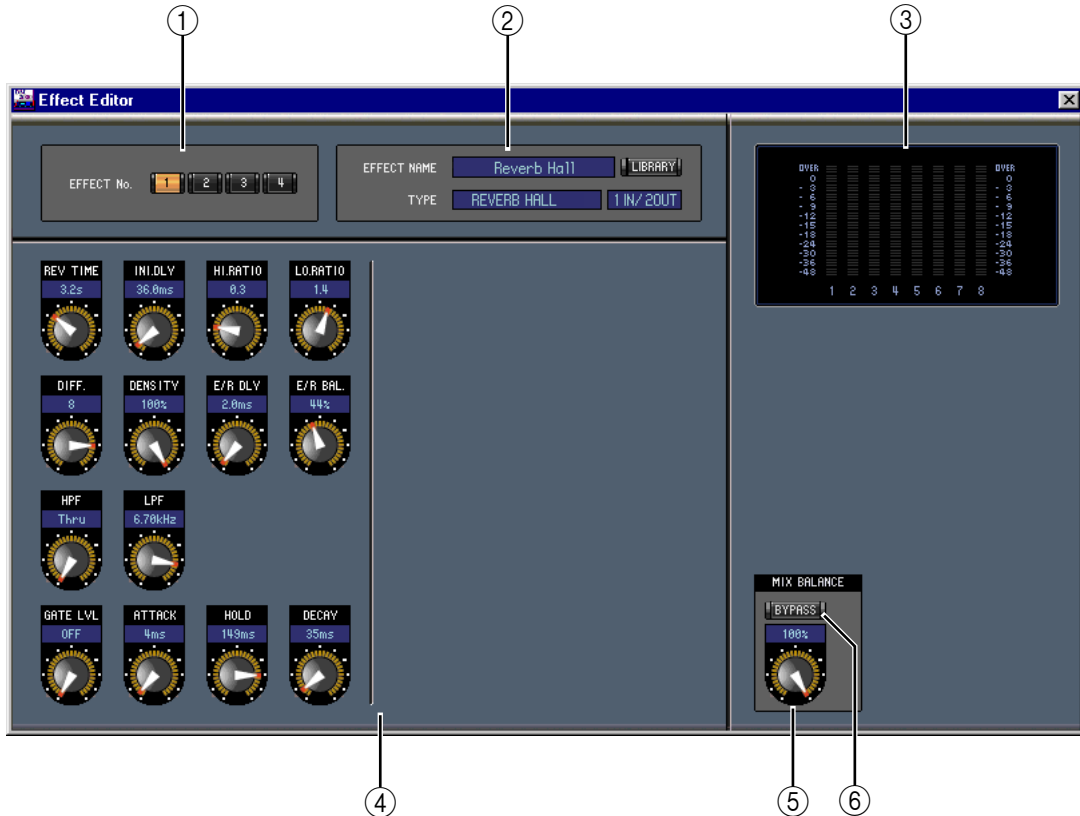 ① ② ③
Effect Editor
EFFECT No. 1 2 3 4
EFFECT NAME Reverb Hall LIBRARY
TYPE REVERB HALL 1 IN/ 2OUT
OVER OVER
0 0
- 3 - 3
- 6 - 6
- 9 - 9
-12 -12
-15 -15
-18 -18
-24 -24
-30 -30
-36 -36
-48 -48
1 2 3 4 5 6 7 8
REV TIME INI.DLY HI.RATIO LO.RATIO
3.2s 36.0ms 0.3 1.4
DIFF. DENSITY E/R DLY E/R BAL.
8 100% 2.0ms 44%
HPF LPF
Thru 6.70kHz
GATE LVL ATTACK HOLD DECAY
OFF 4ms 149ms 35ms
MIX BALANCE
BYPASS
100%
④ ⑤ ⑥